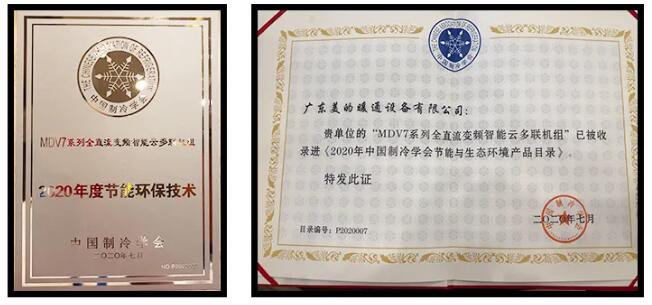 THE CHINESE ASSOCIATION OF REFRIGERATION
中国制冷学会
MDV7系列全直流变频智能云多联机组
2020年度节能环保技术
中国制冷学会
二〇二〇年七月
中国制冷学会
广东美的暖通设备有限公司：
贵单位的“MDV7系列全直流变频智能云多联机组”已被收
录进《2020年中国制冷学会节能与生态环境产品目录》。
特发此证
二〇二〇年七月
目录编号：P2020007